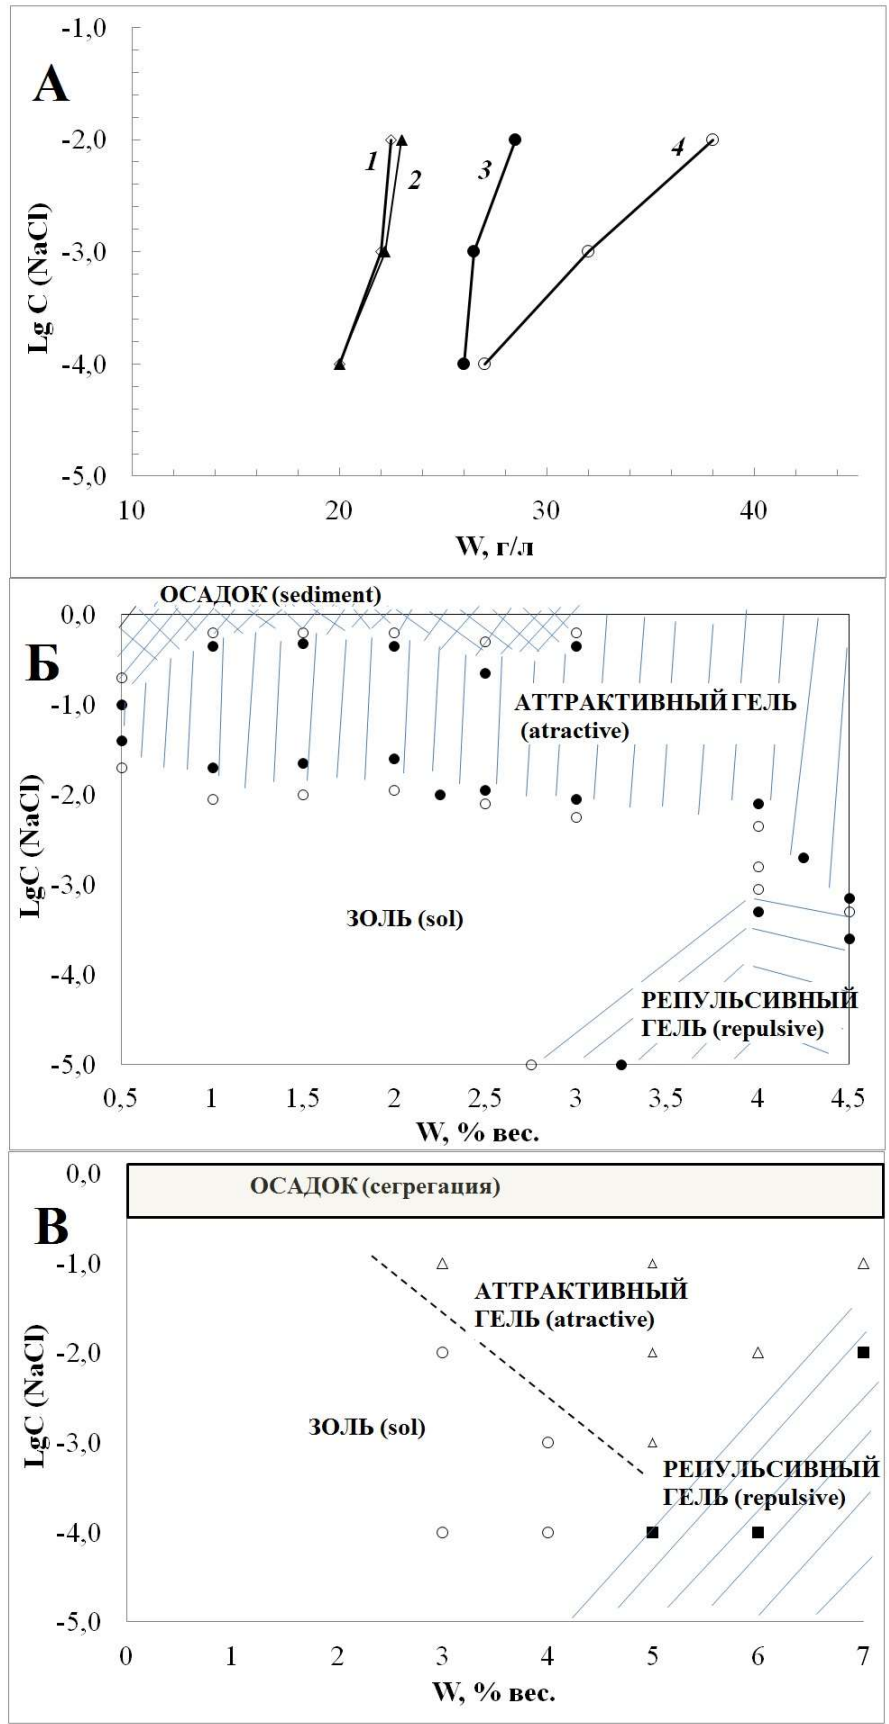 А
-1,0
-2,0
-3,0
-4,0
-5,0
Lg C (NaCl)
1
2
3
4
10
20
30
40
W, г/л
Б
ОСАДОК (sediment)
0,0
-1,0
-2,0
-3,0
-4,0
-5,0
LgC (NaCl)
АТТРАКТИВНЫЙ ГЕЛЬ
(atractive)
ЗОЛЬ (sol)
РЕПУЛЬСИВНЫЙ
ГЕЛЬ (repulsive)
0,5
1
1,5
2
2,5
3
3,5
4
4,5
W, % вес.
В
0,0
-1,0
-2,0
-3,0
-4,0
-5,0
LgC (NaCl)
ОСАДОК (сегрегация)
АТТРАКТИВНЫЙ
ГЕЛЬ (atractive)
ЗОЛЬ (sol)
РЕПУЛЬСИВНЫЙ
ГЕЛЬ (repulsive)
0
1
2
3
4
5
6
7
W, % вес.